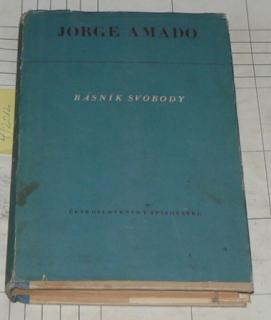 JORGE AMADO
BÁSNÍK SVOBODY
ČESKOSLOVENSKÝ SPISOVATEL